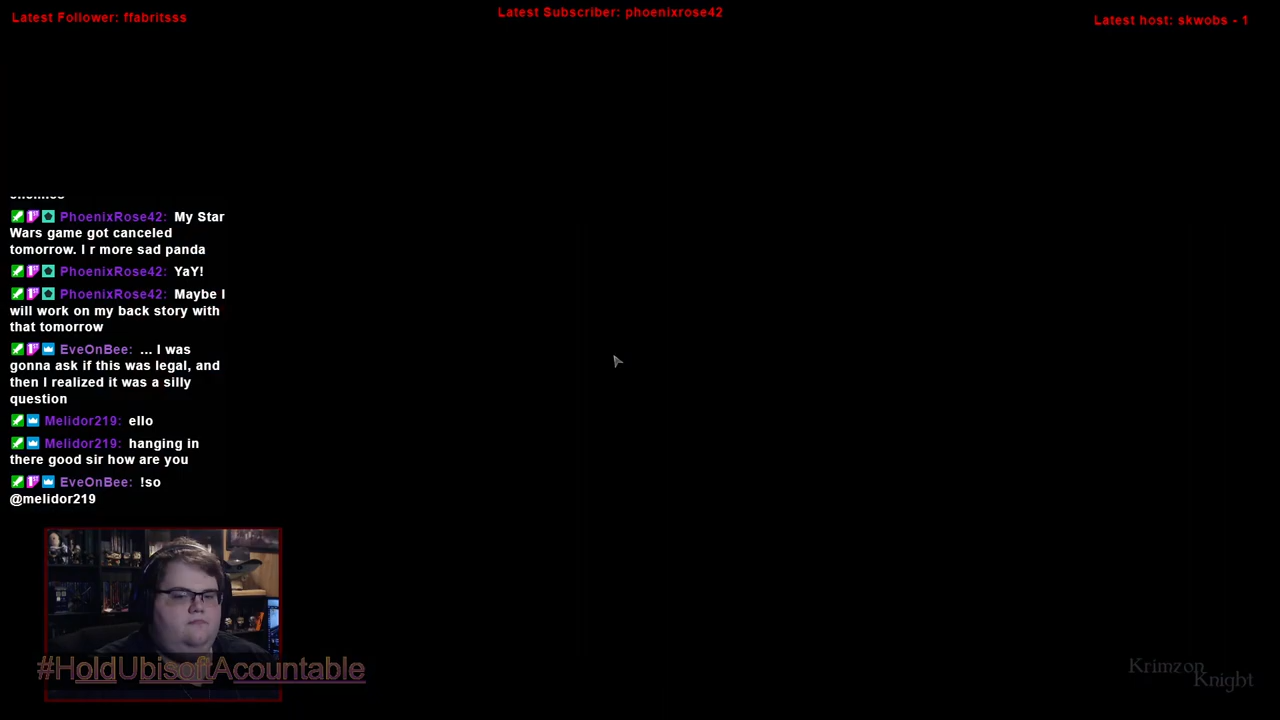 Latest Follower: ffabritsss
Latest Subscriber: phoenixrose42
Latest host: skwobs - 1
PhoenixRose42: My Star
Wars game got canceled
tomorrow. I r more sad panda
PhoenixRose42: YaY!
PhoenixRose42: Maybe I
will work on my back story with
that tomorrow
EveOnBee: ... I was
gonna ask if this was legal, and
then I realized it was a silly
question
Melidor219: ello
Melidor219: hanging in
there good sir how are you
EveOnBee: !so
@melidor219
#HoldUbisoftAcountable
Krimzon
Knight